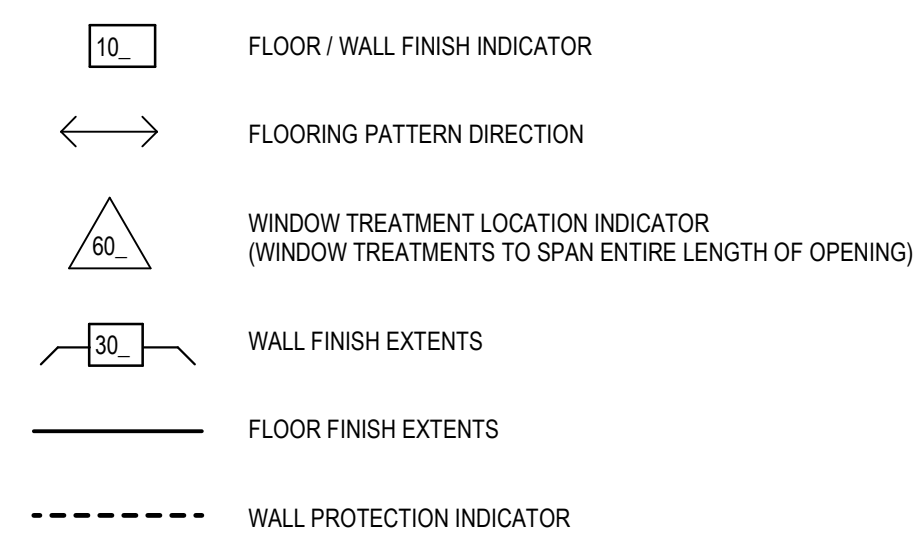 10_ FLOOR / WALL FINISH INDICATOR
FLOORING PATTERN DIRECTION
WINDOW TREATMENT LOCATION INDICATOR
60_ (WINDOW TREATMENTS TO SPAN ENTIRE LENGTH OF OPENING)
30_ WALL FINISH EXTENTS
FLOOR FINISH EXTENTS
WALL PROTECTION INDICATOR